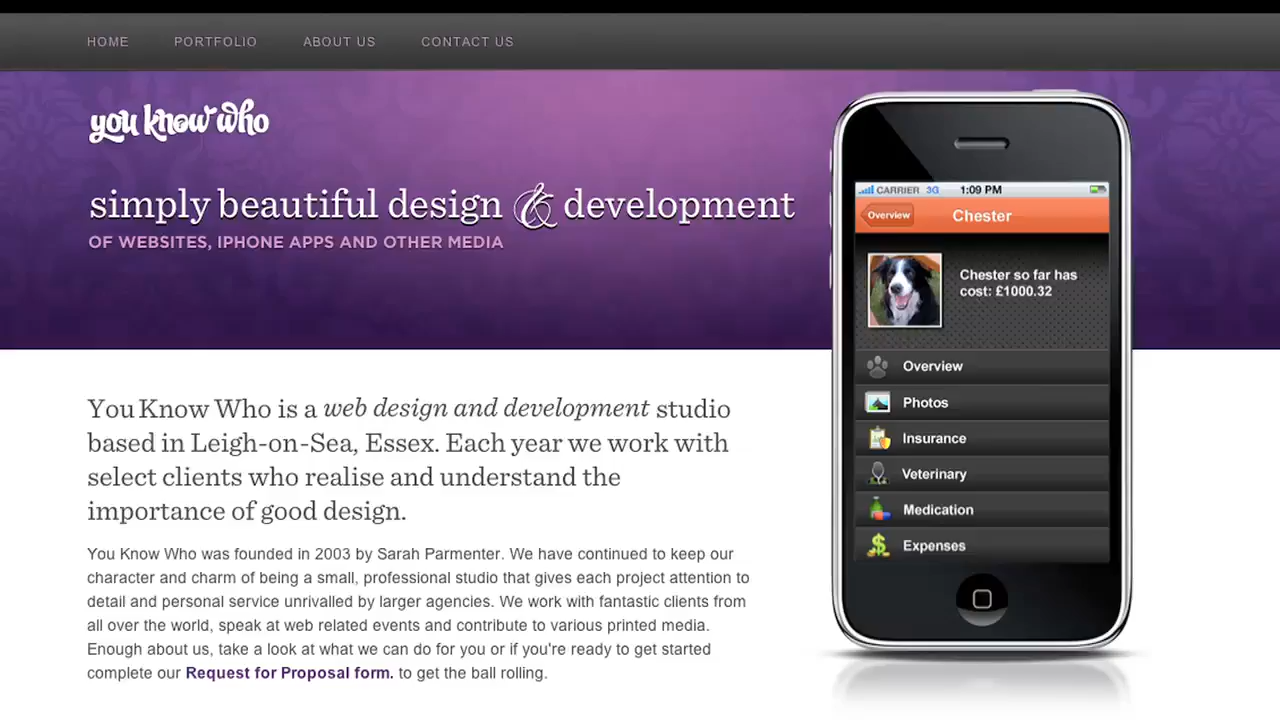 HOME PORTFOLIO ABOUT US CONTACT US
you know who
simply beautiful design & development
OF WEBSITES, IPHONE APPS AND OTHER MEDIA
CARRIER 3G 1:09 PM
Overview Chester
Chester so far has
cost: £1000.32
Overview
Photos
Insurance
Veterinary
Medication
Expenses
You Know Who is a web design and development studio
based in Leigh-on-Sea, Essex. Each year we work with
select clients who realise and understand the
importance of good design.
You Know Who was founded in 2003 by Sarah Parmenter. We have continued to keep our
character and charm of being a small, professional studio that gives each project attention to
detail and personal service unrivalled by larger agencies. We work with fantastic clients from
all over the world, speak at web related events and contribute to various printed media.
Enough about us, take a look at what we can do for you or if you're ready to get started
complete our Request for Proposal form. to get the ball rolling.